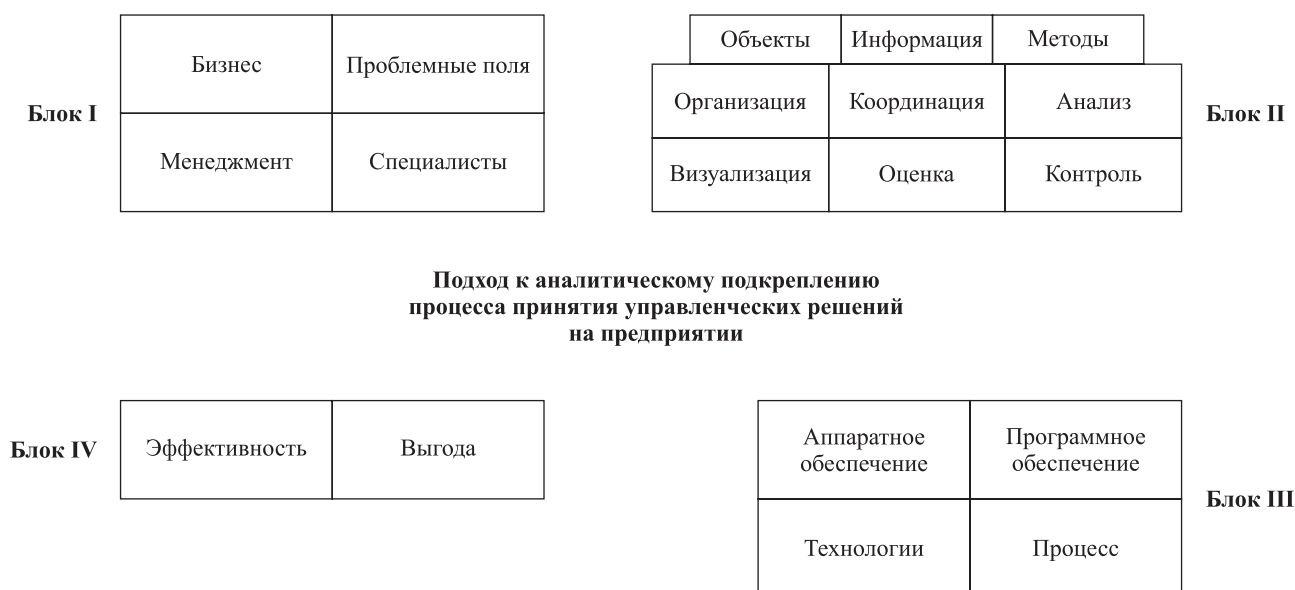 Блок I
Бизнес
Проблемные поля
Менеджмент
Специалисты
Объекты
Информация
Методы
Организация
Координация
Анализ
Визуализация
Оценка
Контроль
Блок II
Подход к аналитическому подкреплению
процесса принятия управленческих решений
на предприятии
Блок IV
Эффективность
Выгода
Аппаратное
обеспечение
Программное
обеспечение
Технологии
Процесс
Блок III